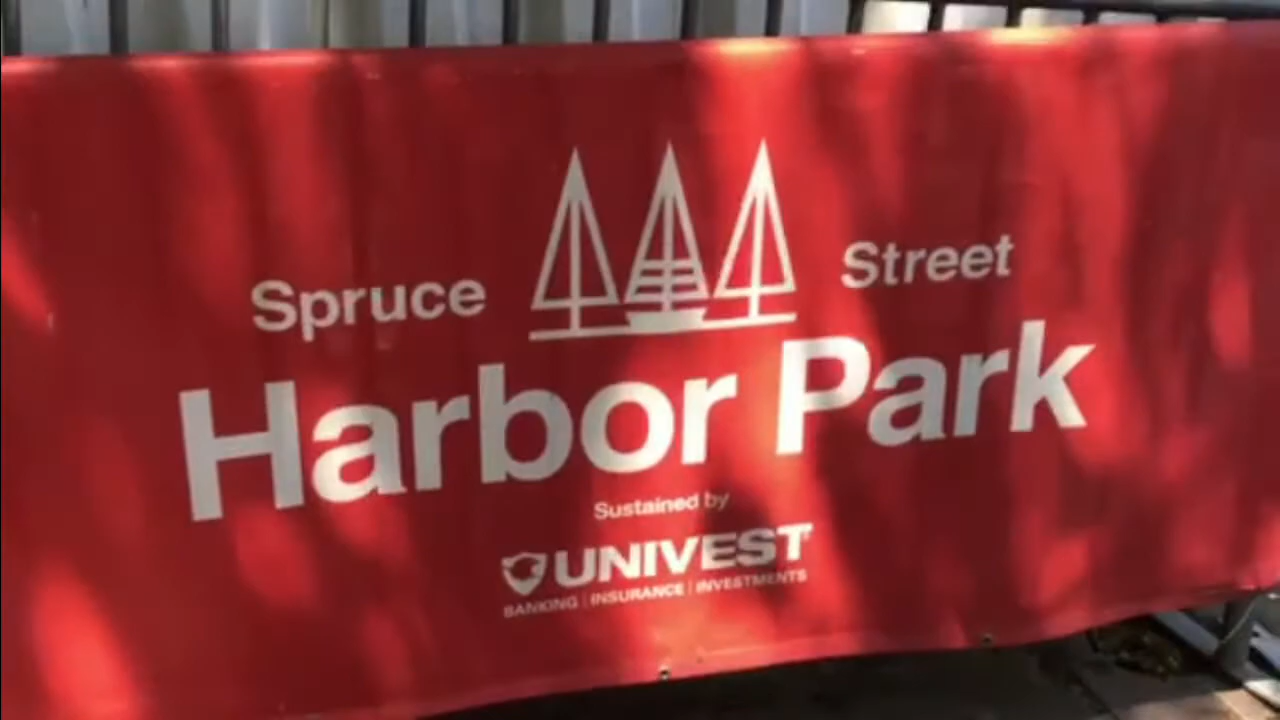 Spruce Street
Harbor Park
Sustained by
UNIVEST
BANKING | INSURANCE | INVESTMENTS